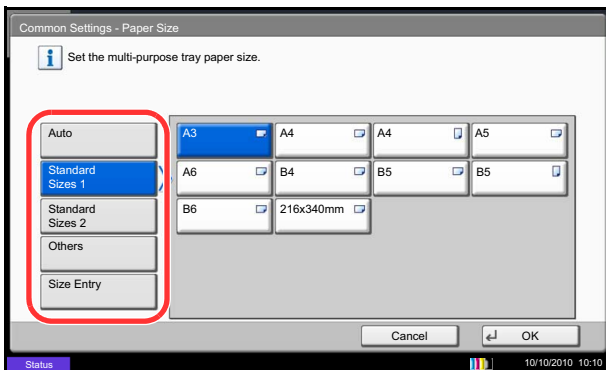 Common Settings - Paper Size
i Set the multi-purpose tray paper size.
Auto
Standard
Sizes 1
Standard
Sizes 2
Others
Size Entry
A3 A4 A4 A5
A6 B4 B5 B5
B6 216x340mm
Cancel OK
Status 10/10/2010 10:10